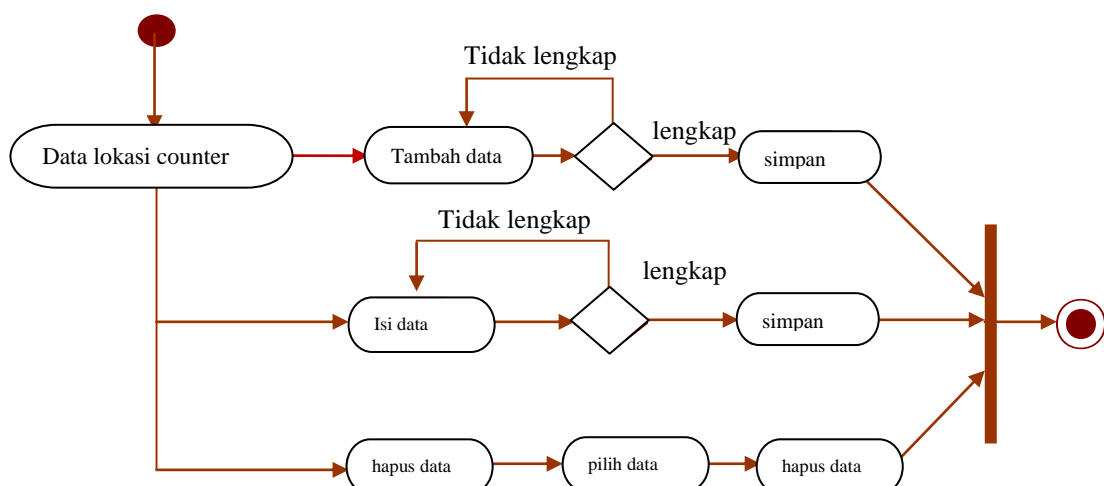 Tidak lengkap
lengkap
Data lokasi counter
Tambah data
simpan
Tidak lengkap
lengkap
Isi data
simpan
hapus data
pilih data
hapus data